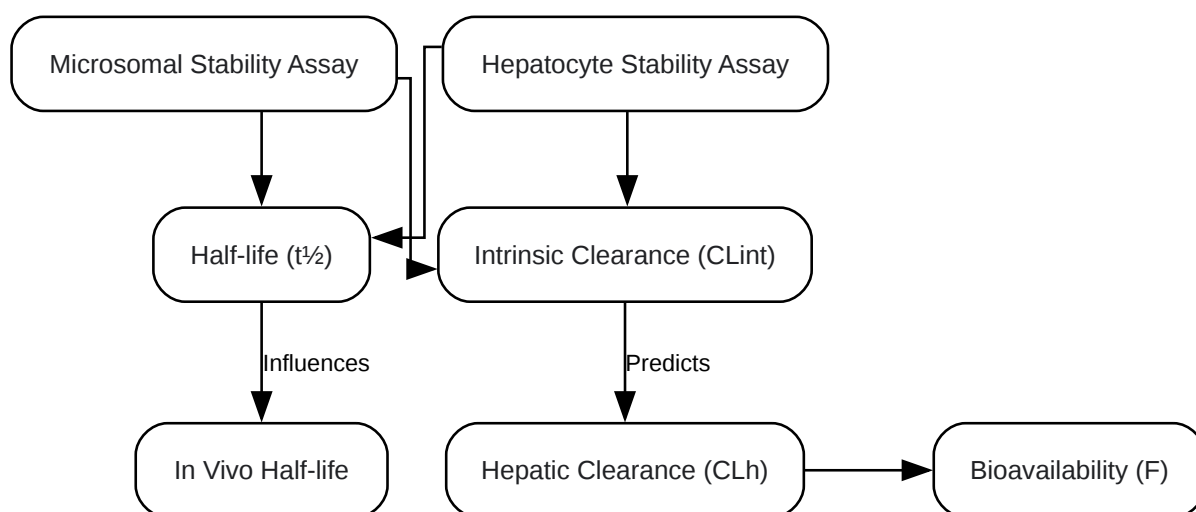 Microsomal Stability Assay
Hepatocyte Stability Assay
Half-life (t½)
Intrinsic Clearance (CLint)
Influences
Predicts
In Vivo Half-life
Hepatic Clearance (CLh)
Bioavailability (F)